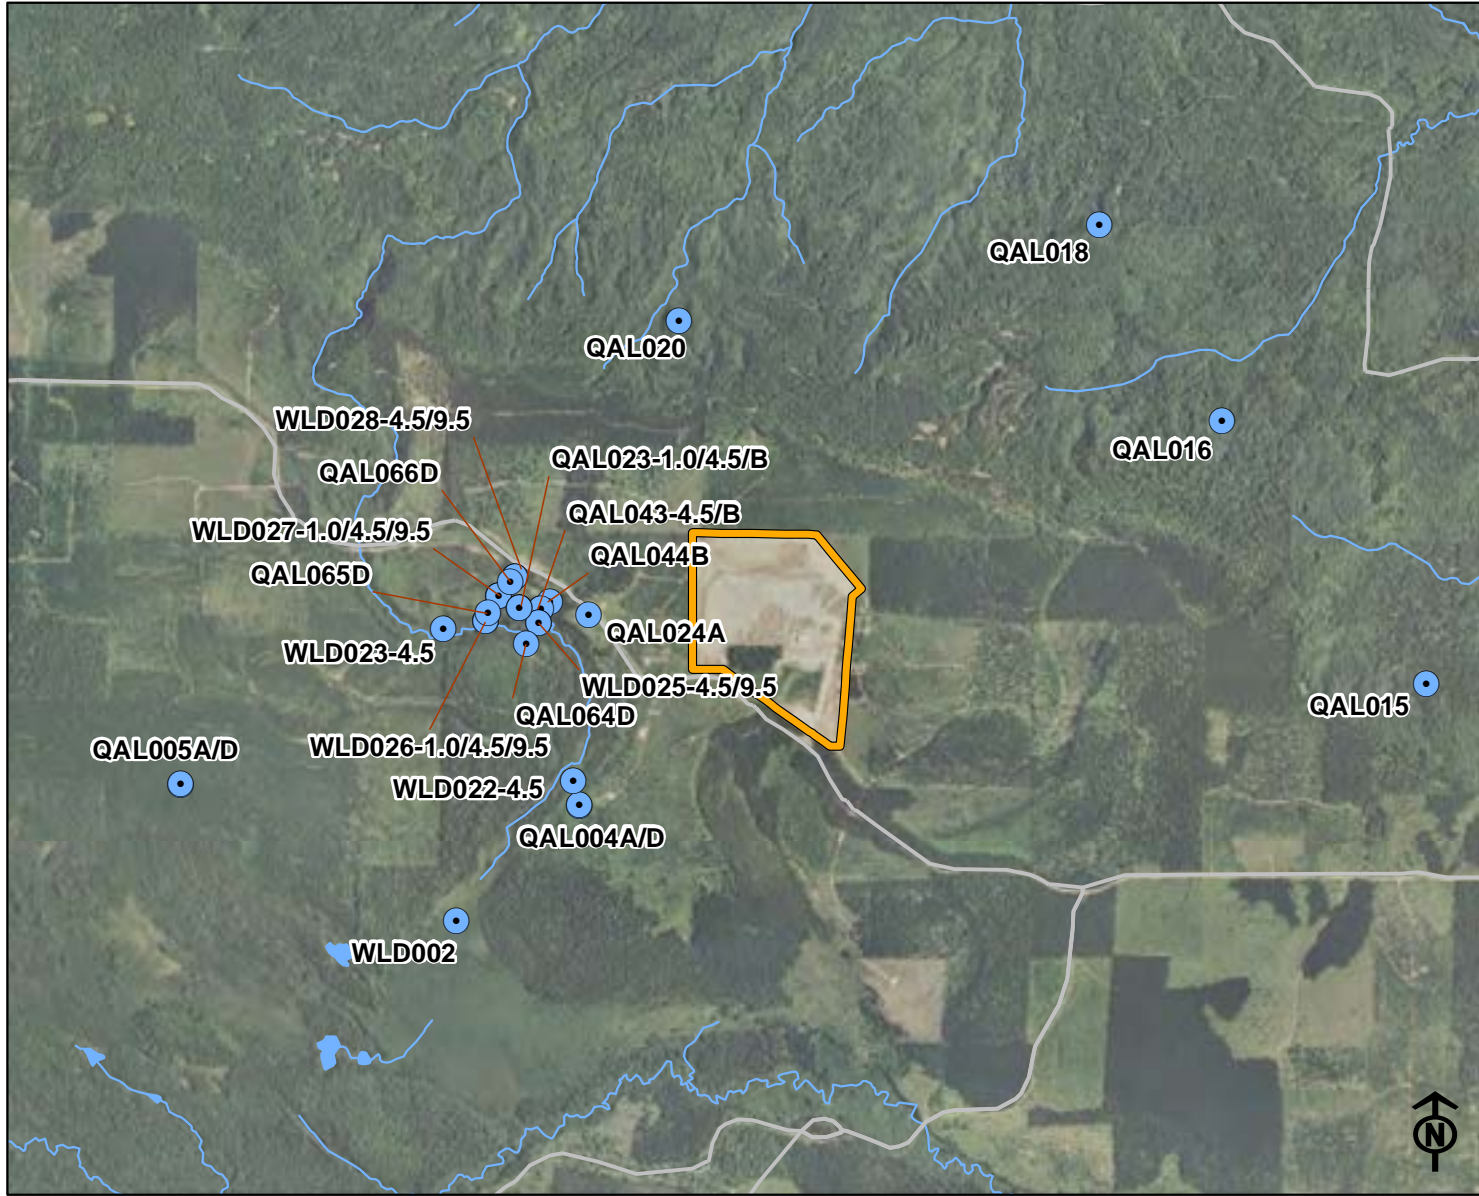 QAL018
QAL020
WLD028-4.5/9.5
QAL016
QAL023-1.0/4.5/B
QAL066D
QAL043-4.5/B
WLD027-1.0/4.5/9.5
QAL044B
QAL065D
QAL024A
WLD023-4.5
WLD025-4.5/9.5
QAL015
QAL064D
WLD026-1.0/4.5/9.5
QAL005A/D
WLD022-4.5
QAL004A/D
WLD002
N